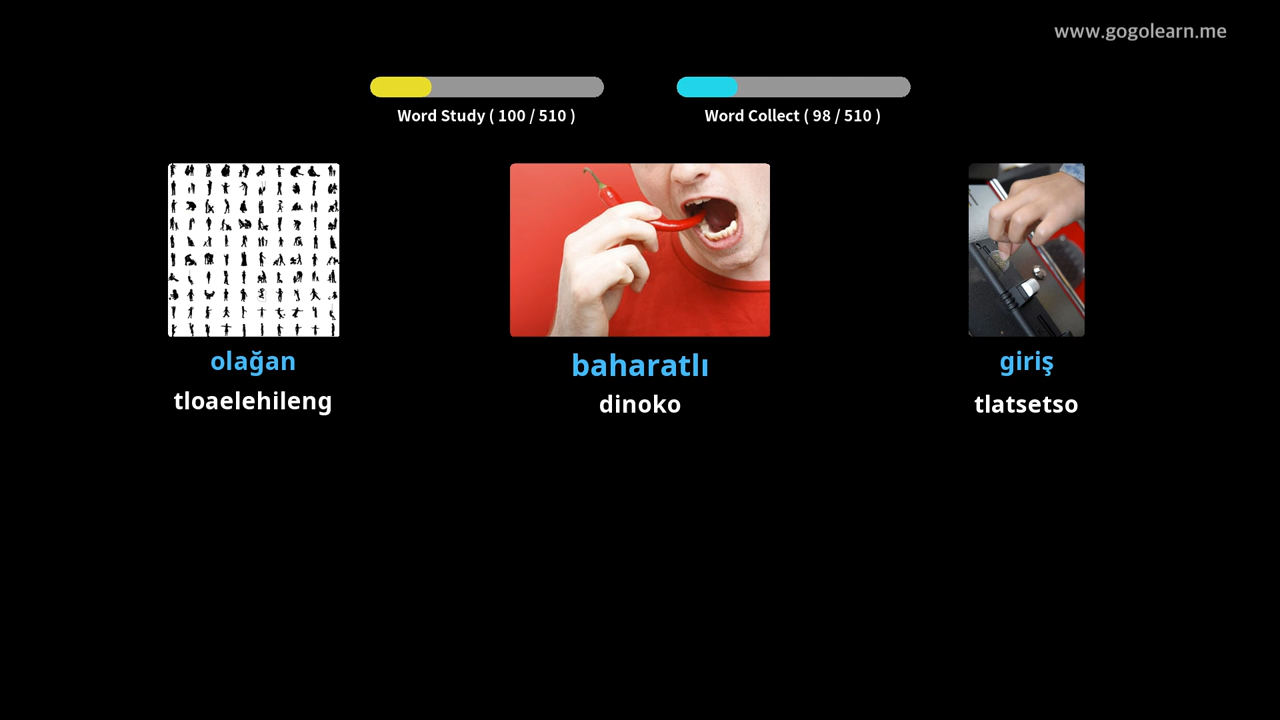 www.gogolearn.me
Word Study ( 100 / 510 )
Word Collect ( 98 / 510 )
olağan
tloaelehileng
baharatlı
dinoko
giriş
tlatsetso